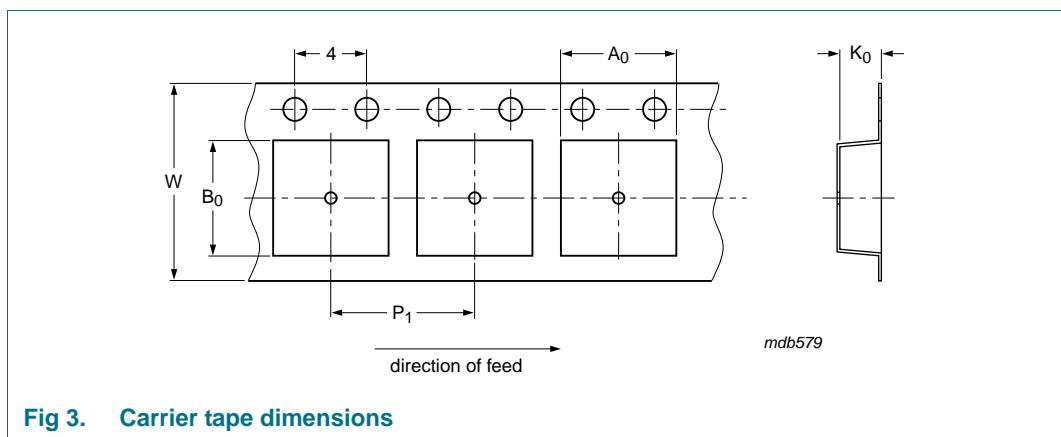 4
A0
K0
W
B0
P1
direction of feed
mdb579
Fig 3. Carrier tape dimensions